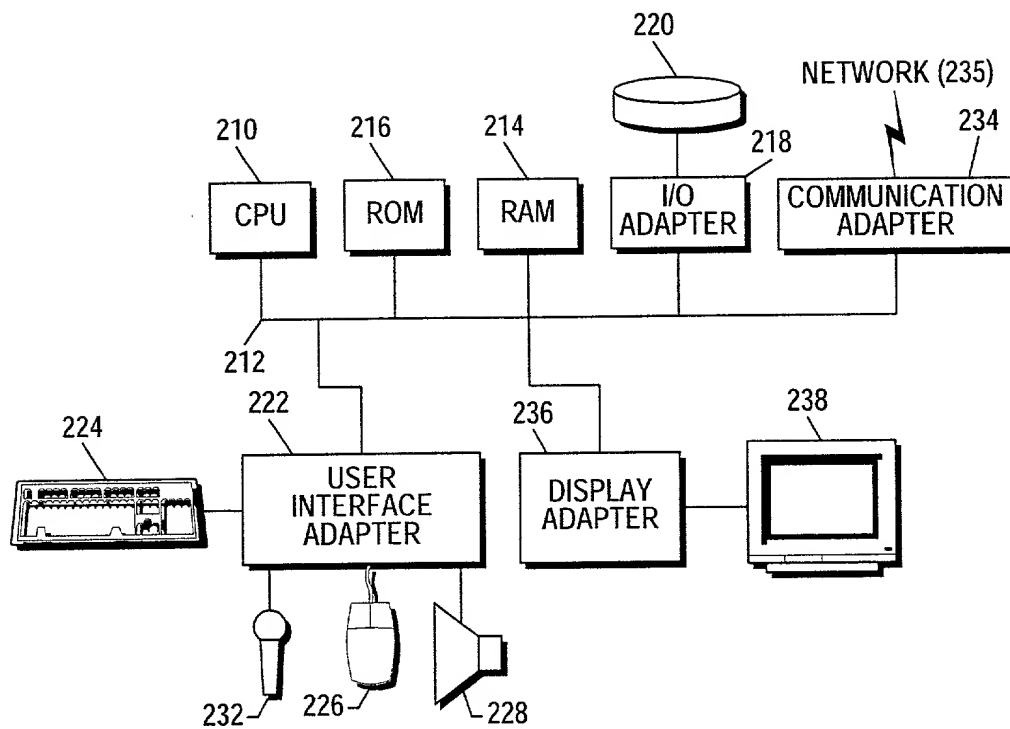 220
NETWORK (235)
210
216
214
218
234
CPU
ROM
RAM
I/O
ADAPTER
COMMUNICATION
ADAPTER
212
222
236
238
224
USER
INTERFACE
ADAPTER
DISPLAY
ADAPTER
232
226
228